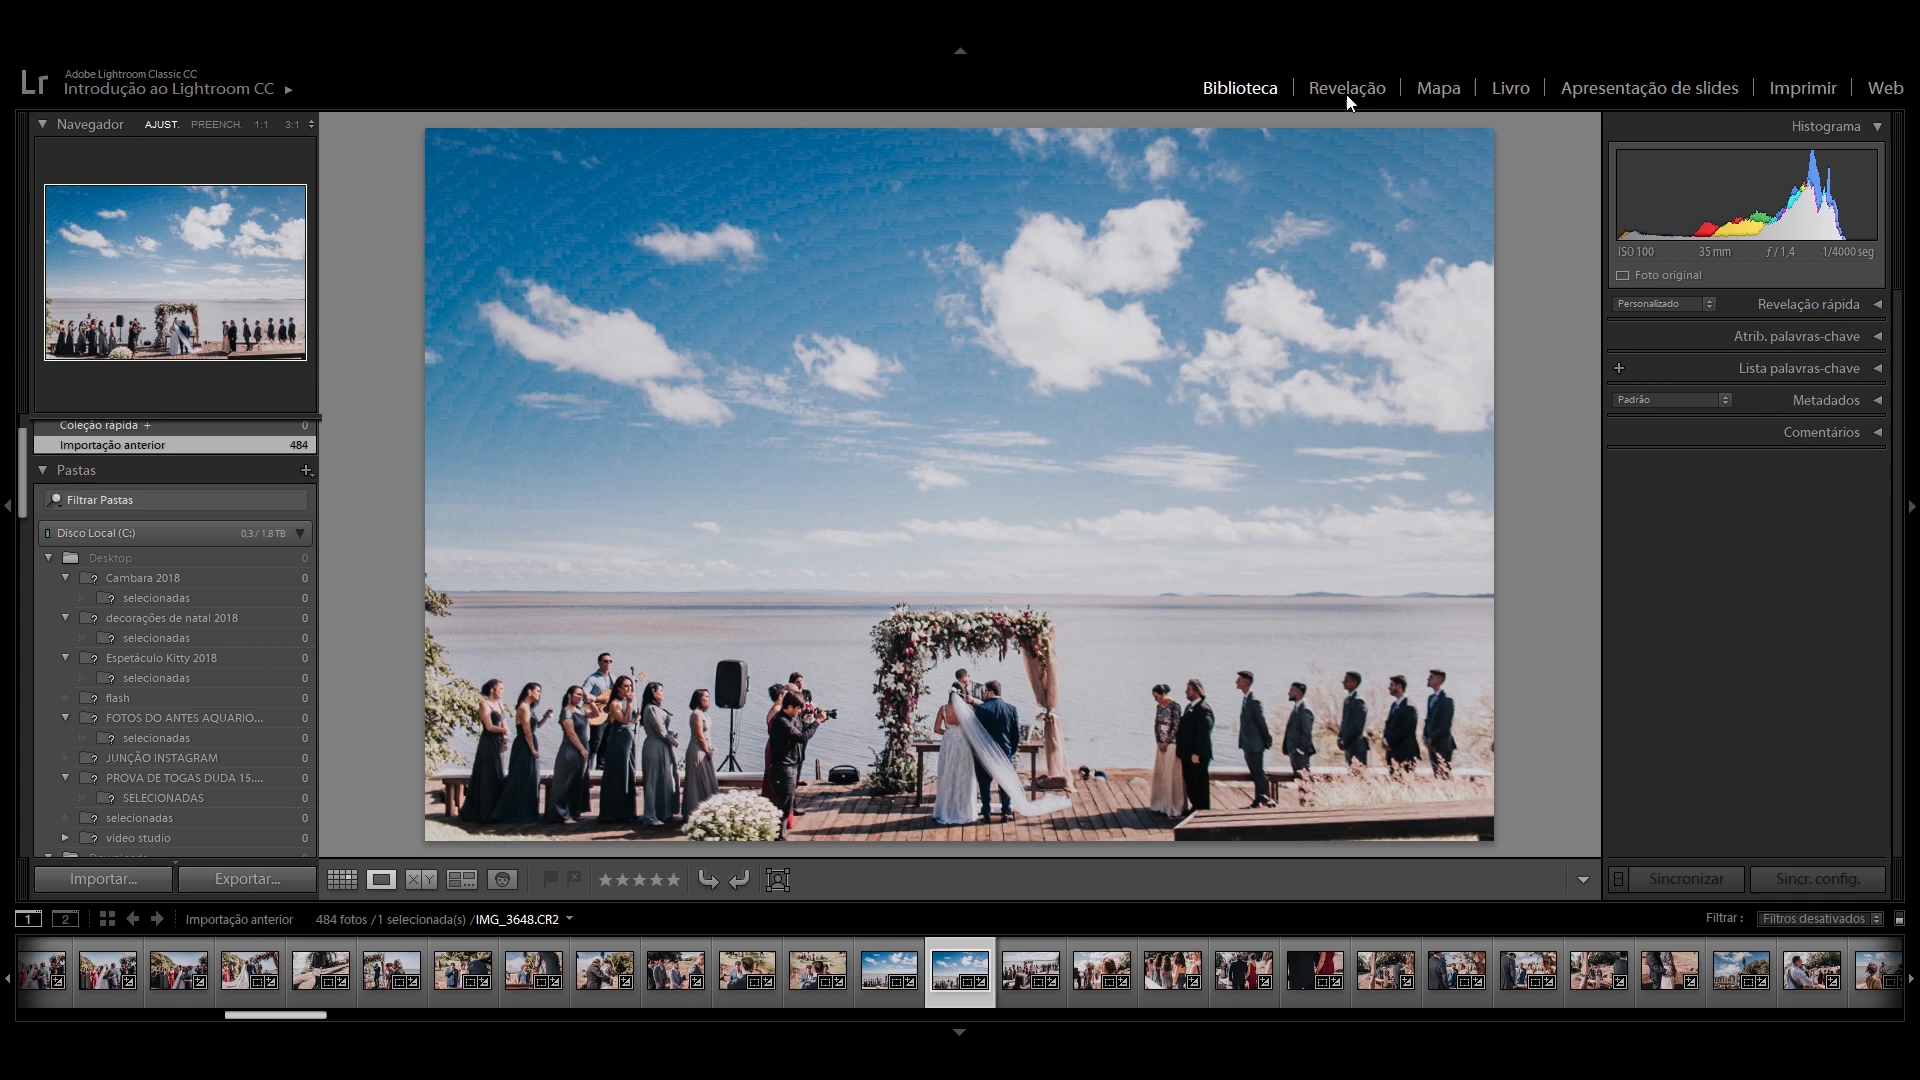 Lr
Adobe Lightroom Classic CC
Introdução ao Lightroom CC
Biblioteca
Revelação
Mapa
Livro
Apresentação de slides
Imprimir
Web
Navegador
AJUST.
PREENCH.
1:1
3:1
Coleção rápida +
0
Importação anterior
484
Pastas
Filtrar Pastas
Disco Local (C:)
0,3 / 1,8 TB
Desktop
0
Cambara 2018
0
selecionadas
0
decorações de natal 2018
0
selecionadas
0
Espetáculo Kitty 2018
0
selecionadas
0
flash
0
FOTOS DO ANTES AQUARIO...
0
selecionadas
0
JUNÇÃO INSTAGRAM
0
PROVA DE TOGAS DUDA 15....
0
SELECIONADAS
0
selecionadas
0
vídeo studio
0
Importar...
Exportar...
X Y
Histograma
ISO 100
35 mm
ƒ / 1,4
1/4000 seg
Foto original
Personalizado
Revelação rápida
Atrib. palavras-chave
Lista palavras-chave
Padrão
Metadados
Comentários
Sincronizar
Sincr. config.
1
2
Importação anterior
484 fotos / 1 selecionada(s) / IMG_3648.CR2
Filtrar :
Filtros desativados